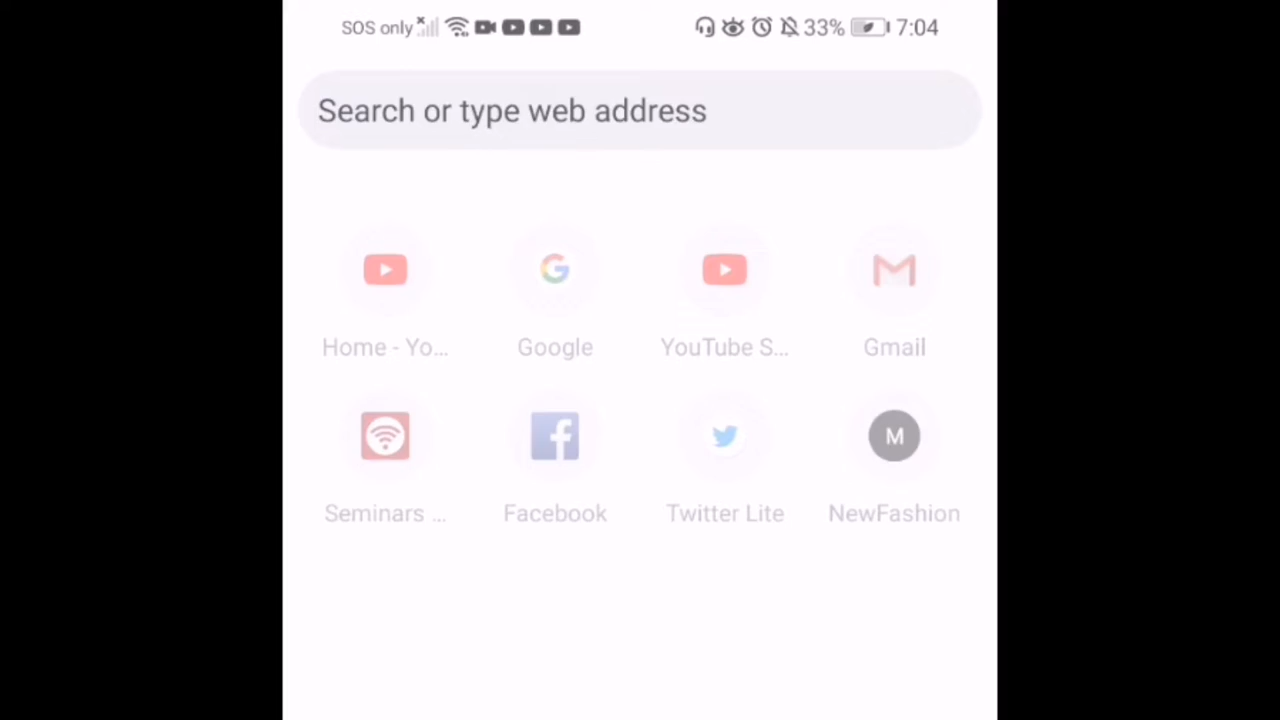 SOS only 33% 7:04
Search or type web address
Home - Yo... Google YouTube S... Gmail
M
Seminars ... Facebook Twitter Lite NewFashion